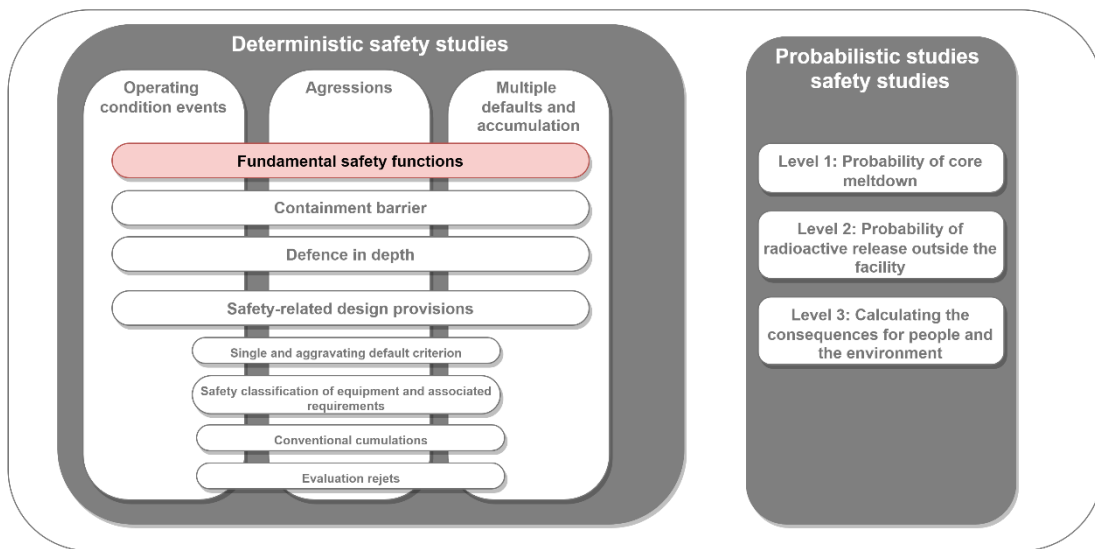 Deterministic safety studies
Operating
condition events
Agressions
Multiple
defaults and
accumulation
Fundamental safety functions
Containment barrier
Defence in depth
Safety-related design provisions
Single and aggravating default criterion
Safety classification of equipment and associated
requirements
Conventional cumulations
Evaluation rejets
Probabilistic studies
safety studies
Level 1: Probability of core
meltdown
Level 2: Probability of
radioactive release outside the
facility
Level 3: Calculating the
consequences for people and
the environment